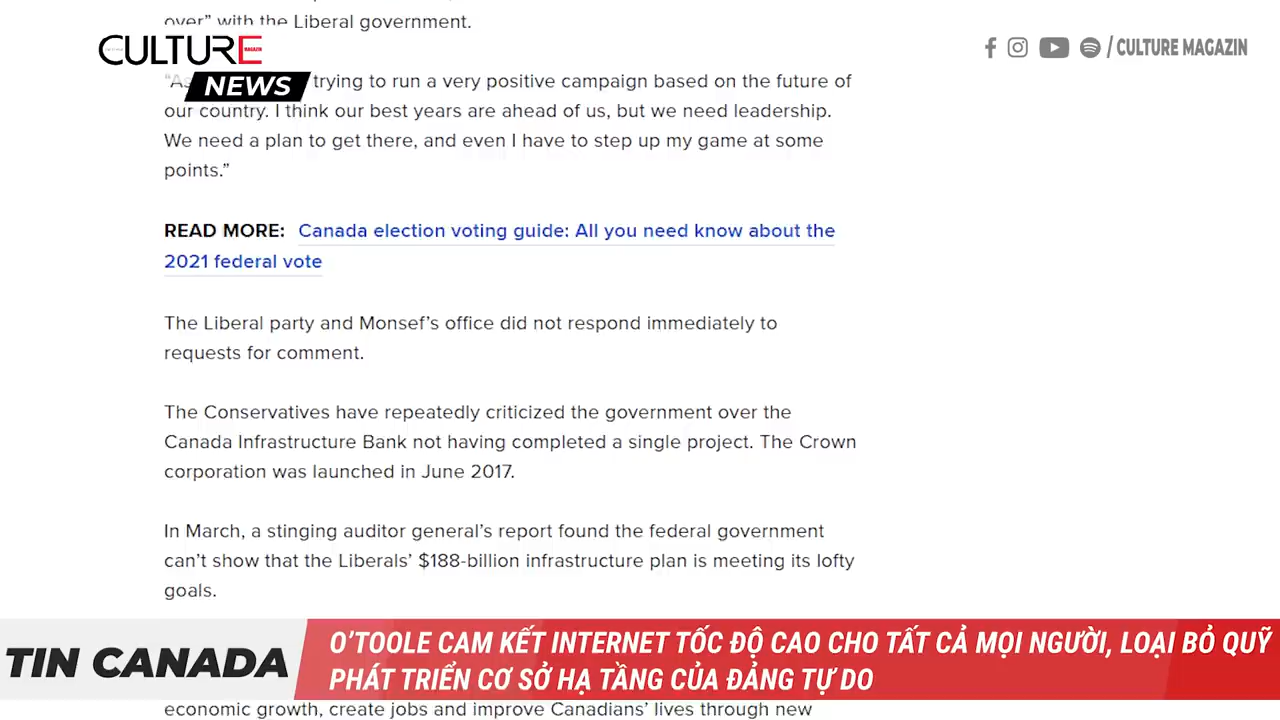 over” with the Liberal government.
CULTURE
MAGAZIN
NEWS
/ CULTURE MAGAZIN
trying to run a very positive campaign based on the future of
our country. I think our best years are ahead of us, but we need leadership.
We need a plan to get there, and even I have to step up my game at some
points.”
READ MORE: Canada election voting guide: All you need know about the
2021 federal vote
The Liberal party and Monsef’s office did not respond immediately to
requests for comment.
The Conservatives have repeatedly criticized the government over the
Canada Infrastructure Bank not having completed a single project. The Crown
corporation was launched in June 2017.
In March, a stinging auditor general’s report found the federal government
can’t show that the Liberals’ $188-billion infrastructure plan is meeting its lofty
goals.
TIN CANADA
O’TOOLE CAM KẾT INTERNET TỐC ĐỘ CAO CHO TẤT CẢ MỌI NGƯỜI, LOẠI BỎ QUỸ
PHÁT TRIỂN CƠ SỞ HẠ TẦNG CỦA ĐẢNG TỰ DO
economic growth, create jobs and improve Canadians’ lives through new